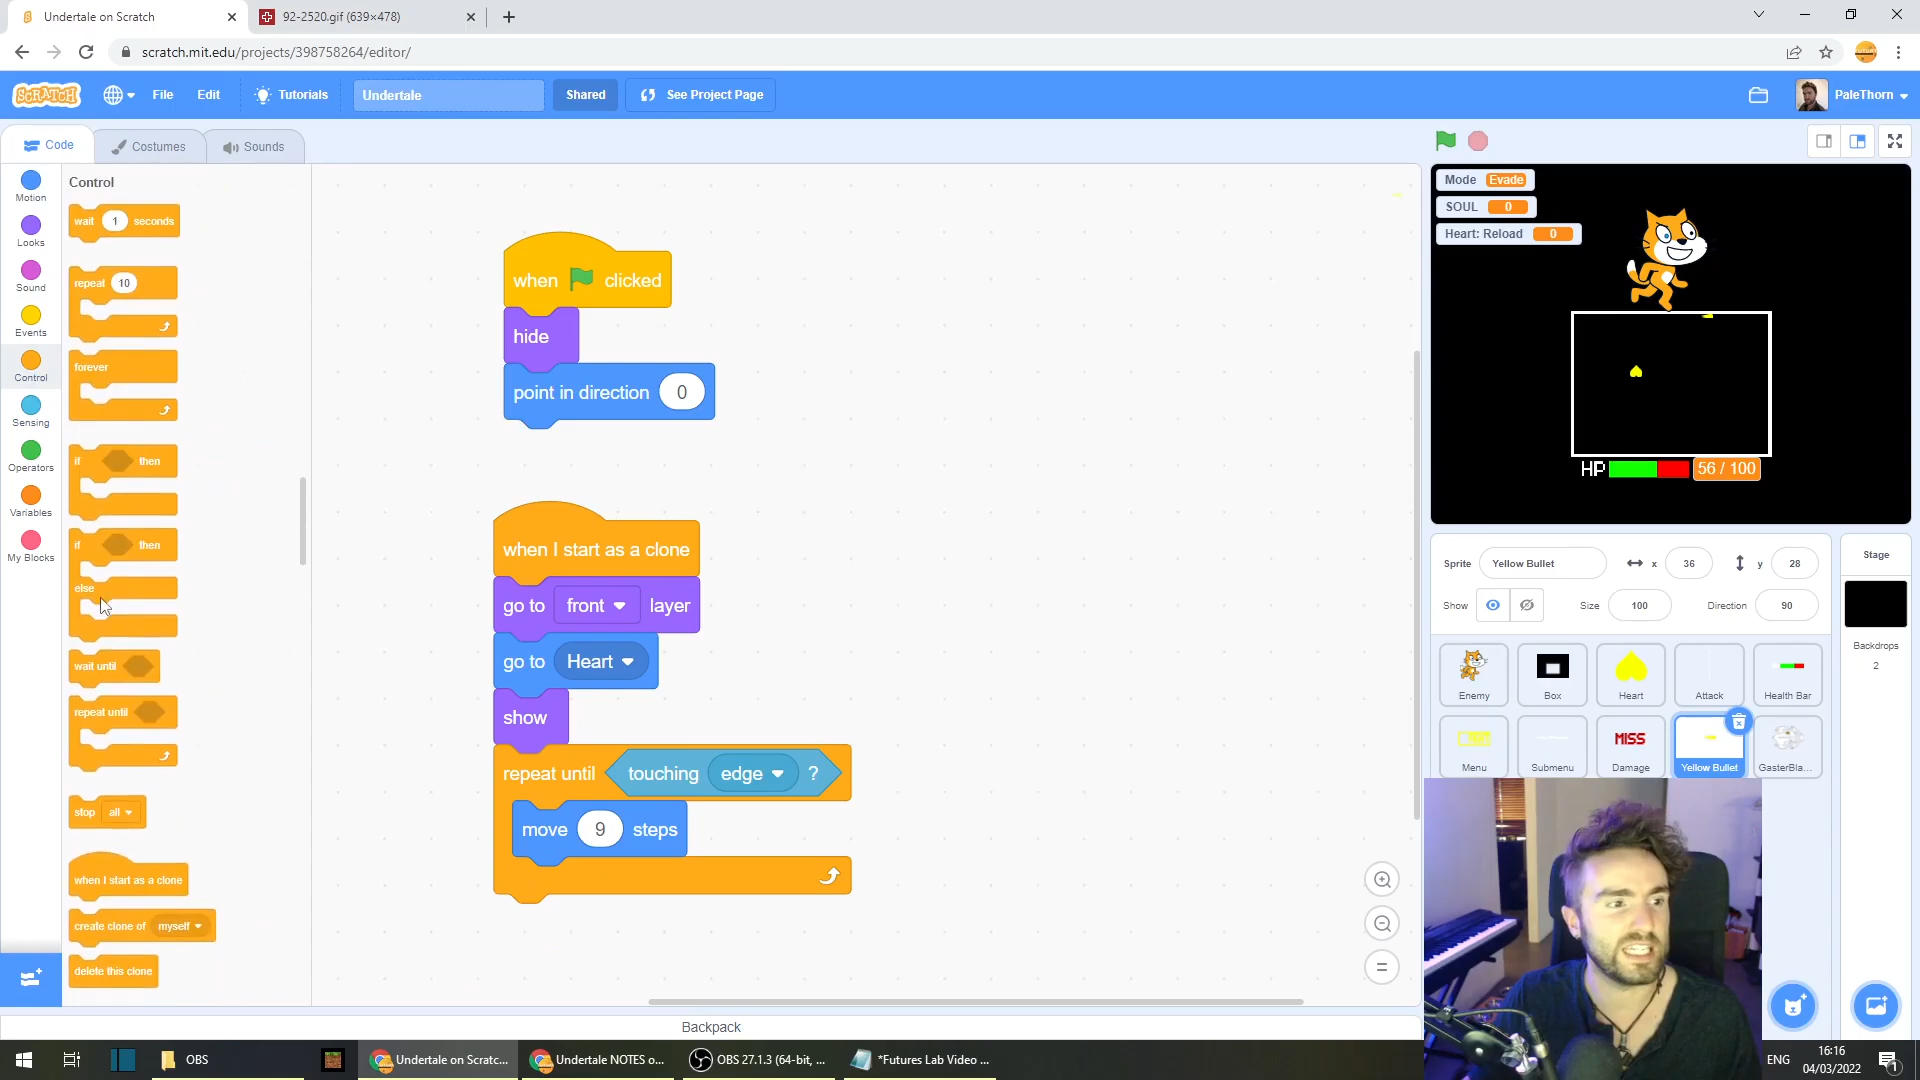 Undertale on Scratch
92-2520.gif (639×478)
scratch.mit.edu/projects/398758264/editor/
SCRATCH
File
Edit
Tutorials
Undertale
Shared
See Project Page
PaleThorn
Code
Costumes
Sounds
Motion
Looks
Sound
Events
Control
Sensing
Operators
Variables
My Blocks
Control
wait 1 seconds
repeat 10
forever
if then
if then
else
wait until
repeat until
stop all
when I start as a clone
create clone of myself
delete this clone
when clicked
hide
point in direction 0
when I start as a clone
go to front layer
go to Heart
show
repeat until touching edge ?
move 9 steps
Mode Evade
SOUL 0
Heart: Reload 0
HP 56 / 100
Sprite Yellow Bullet x 36 y 28
Show Size 100 Direction 90
Enemy
Box
Heart
Attack
Health Bar
Menu
Submenu
MISS
Damage
Yellow Bullet
GasterBla...
Stage
Backdrops
2
Backpack
OBS
Undertale on Scratc...
Undertale NOTES o...
OBS 27.1.3 (64-bit, ...
*Futures Lab Video ...
ENG
16:16
04/03/2022
1